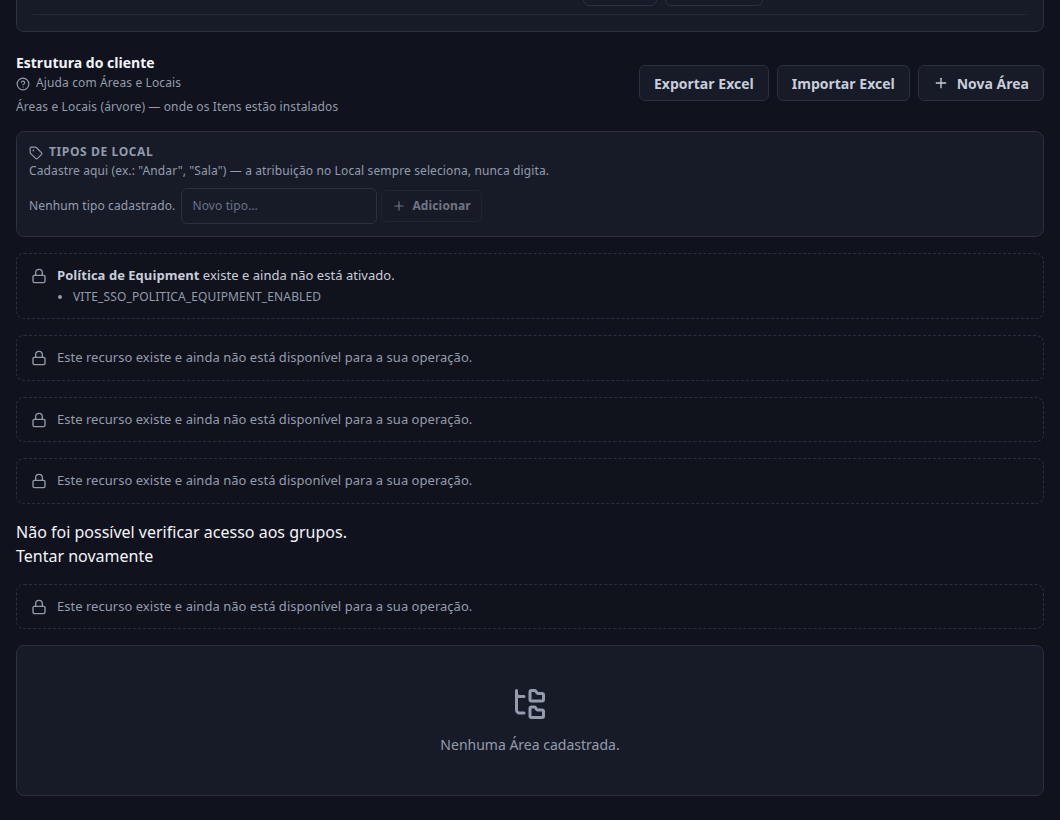 Estrutura do cliente
Ajuda com Áreas e Locais
Áreas e Locais (árvore) — onde os Itens estão instalados
Exportar Excel
Importar Excel
Nova Área
TIPOS DE LOCAL
Cadastre aqui (ex.: "Andar", "Sala") — a atribuição no Local sempre seleciona, nunca digita.
Nenhum tipo cadastrado.
Novo tipo...
Adicionar
Política de Equipment existe e ainda não está ativado.
• VITE_SSO_POLITICA_EQUIPMENT_ENABLED
Este recurso existe e ainda não está disponível para a sua operação.
Este recurso existe e ainda não está disponível para a sua operação.
Este recurso existe e ainda não está disponível para a sua operação.
Não foi possível verificar acesso aos grupos.
Tentar novamente
Este recurso existe e ainda não está disponível para a sua operação.
Nenhuma Área cadastrada.